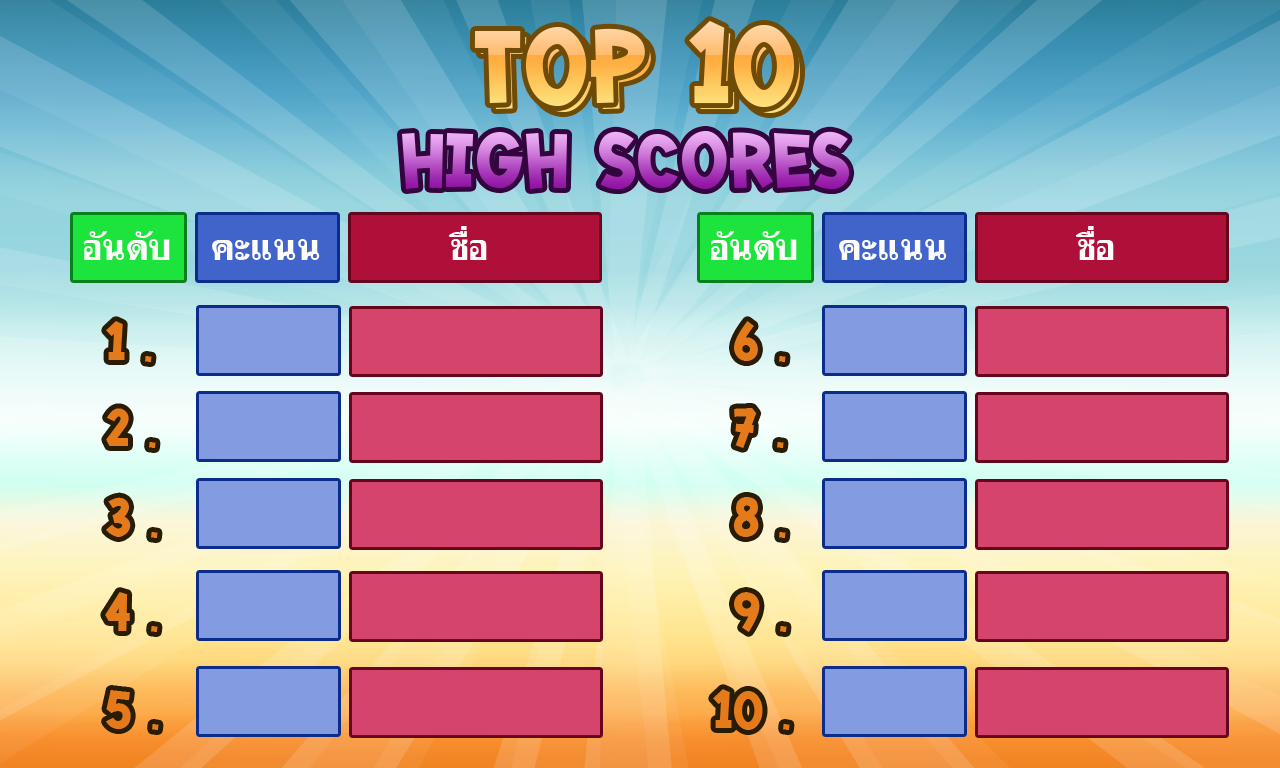 TOP 10
HIGH SCORES
อันดับ คะแนน ชื่อ
1.
2.
3.
4.
5.
อันดับ คะแนน ชื่อ
6.
7.
8.
9.
10.